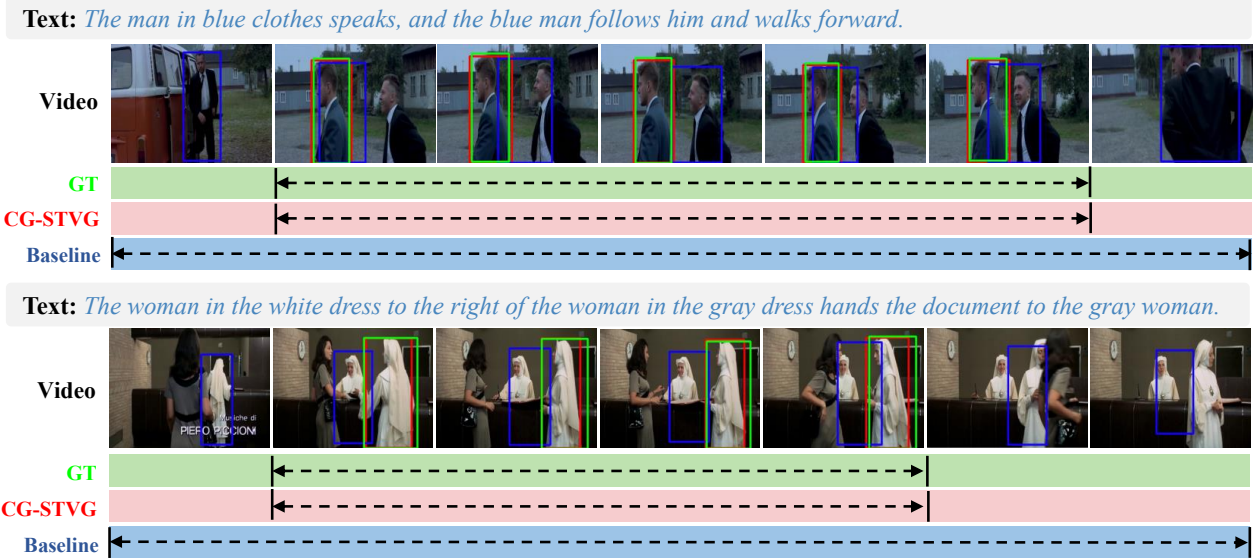 Text: The man in blue clothes speaks, and the blue man follows him and walks forward.
Video
GT
CG-STVG
Baseline
Text: The woman in the white dress to the right of the woman in the gray dress hands the document to the gray woman.
Video
di
PIERO
GT
CG-STVG
Baseline